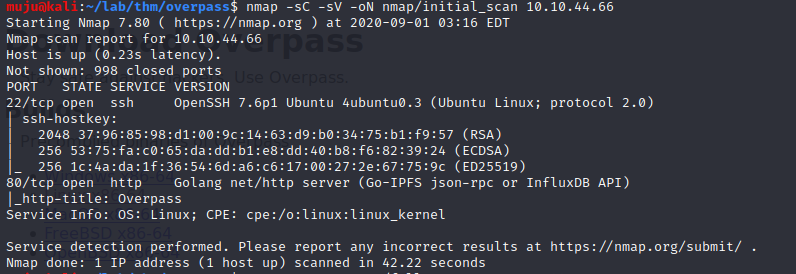 muju@kali:~/lab/thm/overpass$ nmap -sC -sV -oN nmap/initial_scan 10.10.44.66
Starting Nmap 7.80 ( https://nmap.org ) at 2020-09-01 03:16 EDT
Nmap scan report for 10.10.44.66
Host is up (0.23s latency).
Not shown: 998 closed ports
PORT   STATE SERVICE VERSION
22/tcp open  ssh     OpenSSH 7.6p1 Ubuntu 4ubuntu0.3 (Ubuntu Linux; protocol 2.0)
| ssh-hostkey:
|   2048 37:96:85:98:d1:00:9c:14:63:d9:b0:34:75:b1:f9:57 (RSA)
|   256 53:75:fa:c0:65:da:dd:b1:e8:dd:40:b8:f6:82:39:24 (ECDSA)
|_  256 1c:4a:da:1f:36:54:6d:a6:c6:17:00:27:2e:67:75:9c (ED25519)
80/tcp open  http    Golang net/http server (Go-IPFS json-rpc or InfluxDB API)
|_http-title: Overpass
Service Info: OS: Linux; CPE: cpe:/o:linux:linux_kernel
FreeBSD x86-64
Service detection performed. Please report any incorrect results at https://nmap.org/submit/ .
Nmap done: 1 IP address (1 host up) scanned in 42.22 seconds